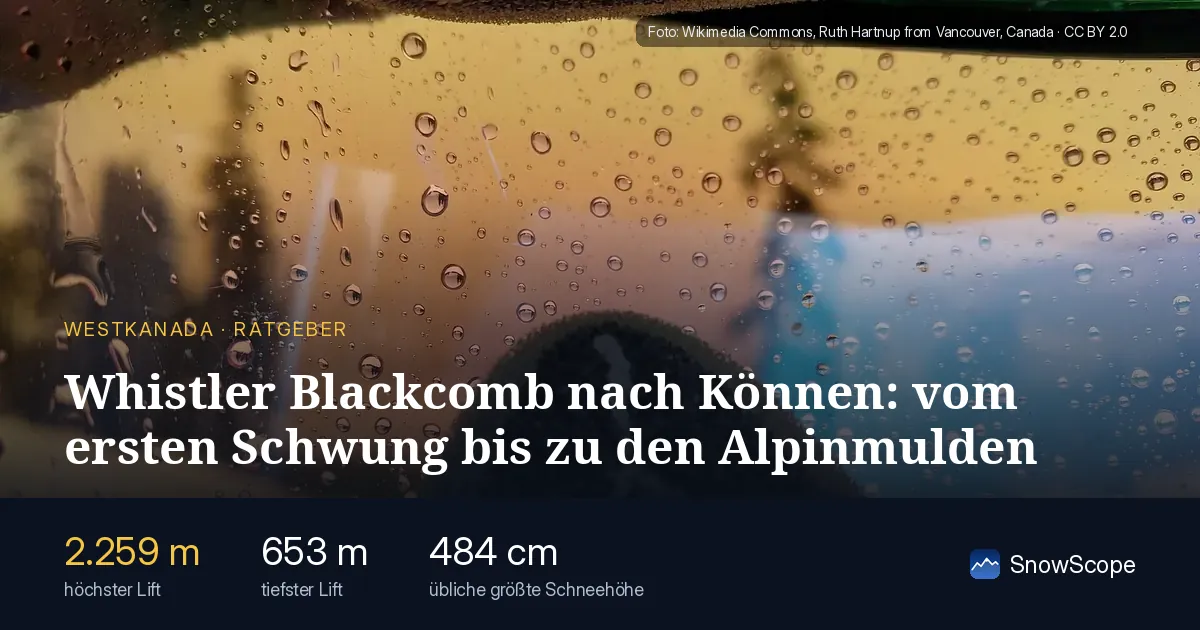 Foto: Wikimedia Commons, Ruth Hartnup from Vancouver, Canada · CC BY 2.0
WESTKANADA · RATGEBER
Whistler Blackcomb nach Können: vom
ersten Schwung bis zu den Alpinmulden
2.259 m
höchster Lift
653 m
tiefster Lift
484 cm
übliche größte Schneehöhe
SnowScope